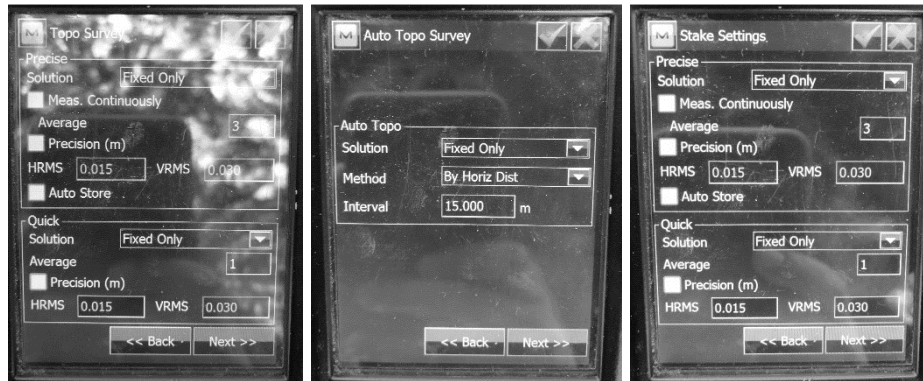 Topo Survey
Precise
Solution Fixed Only
Meas. Continuously
Average 3
Precision (m)
HRMS 0.015 VRMS 0.030
Auto Store
Quick
Solution Fixed Only
Average 1
Precision (m)
HRMS 0.015 VRMS 0.030
<< Back Next >>
Auto Topo Survey
Auto Topo
Solution Fixed Only
Method By Horiz Dist
Interval 15.000 m
<< Back Next >>
Stake Settings
Precise
Solution Fixed Only
Meas. Continuously
Average 3
Precision (m)
HRMS 0.015 VRMS 0.030
Auto Store
Quick
Solution Fixed Only
Average 1
Precision (m)
HRMS 0.015 VRMS 0.030
<< Back Next >>